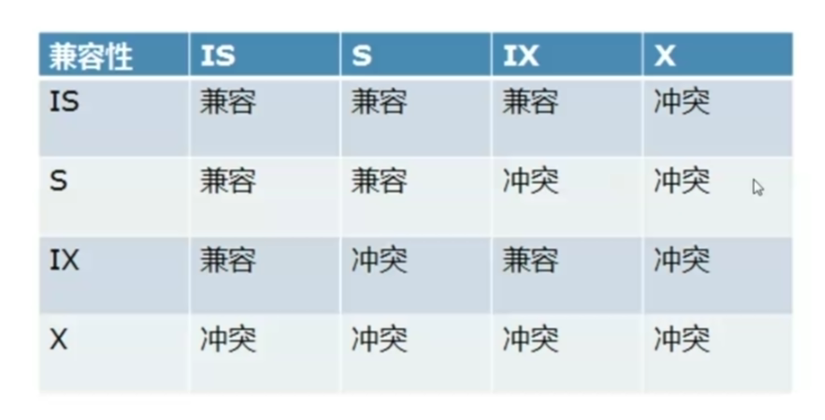 兼容性 IS S IX X
IS 兼容 兼容 兼容 冲突
S 兼容 兼容 冲突 冲突
IX 兼容 冲突 兼容 冲突
X 冲突 冲突 冲突 冲突